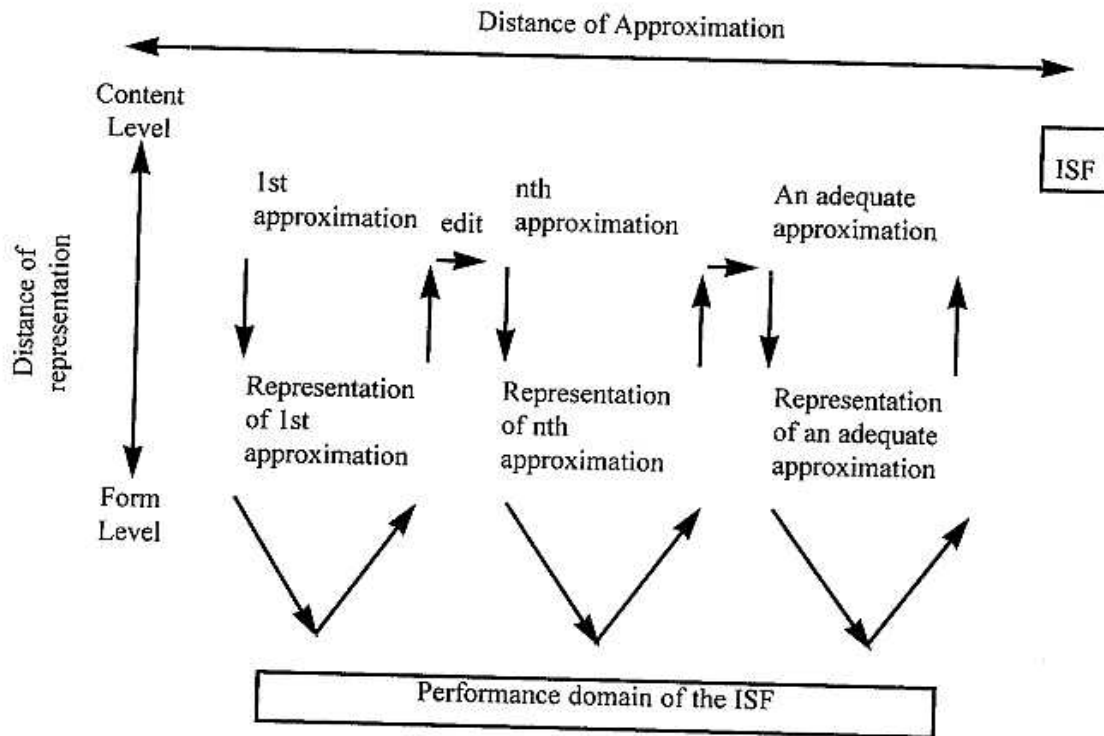 Distance of Approximation
Content
Level
ISF
1st
approximation
edit
nth
approximation
An adequate
approximation
Distance of
representation
Representation
of 1st
approximation
Representation
of nth
approximation
Representation
of an adequate
approximation
Form
Level
Performance domain of the ISF